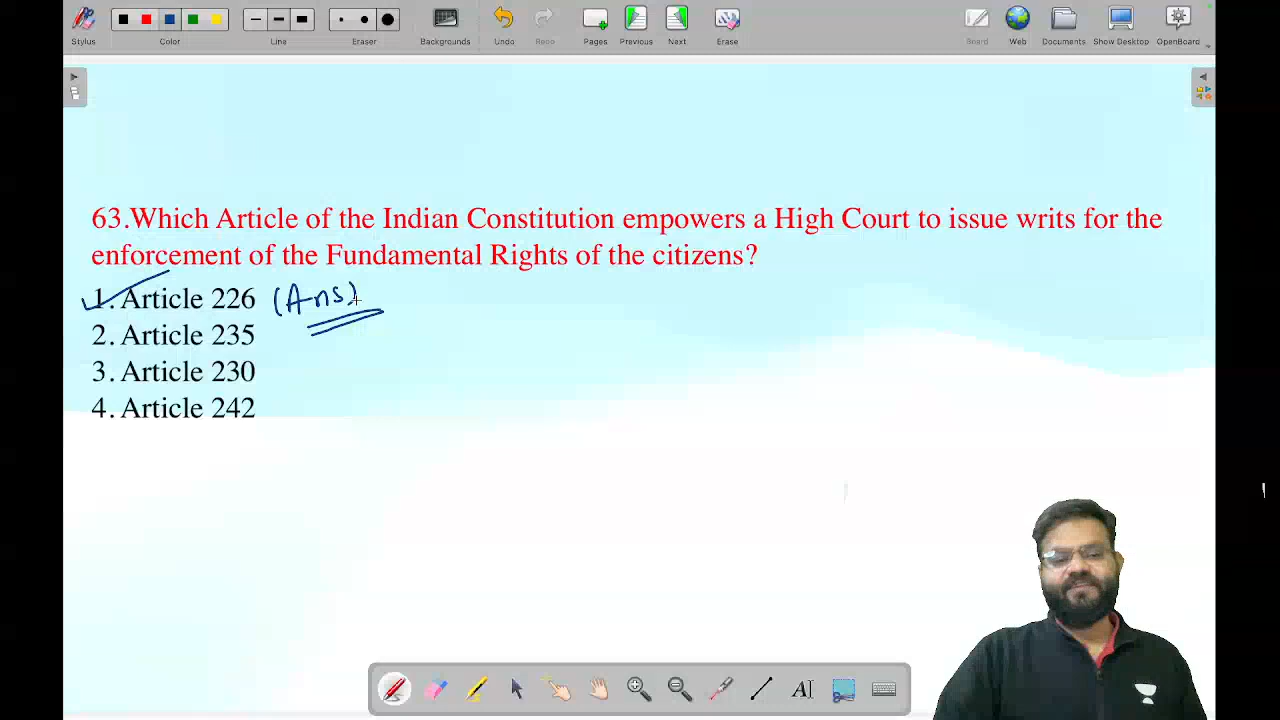 Stylus
Color
Line
Eraser
Backgrounds
Undo
Redo
Pages
Previous
Next
Erase
Board
Web
Documents
Show Desktop
OpenBoard
63.Which Article of the Indian Constitution empowers a High Court to issue writs for the
enforcement of the Fundamental Rights of the citizens?
1. Article 226 (Ans)
2. Article 235
3. Article 230
4. Article 242